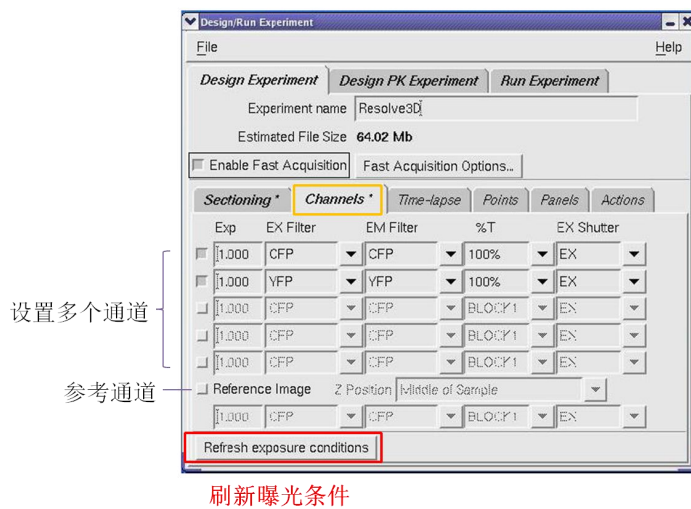 Design/Run Experiment
File Help
Design Experiment Design PK Experiment Run Experiment
Experiment name Resolve3D
Estimated File Size 64.02 Mb
Enable Fast Acquisition Fast Acquisition Options...
Sectioning * Channels * Time-lapse Points Panels Actions
Exp EX Filter EM Filter %T EX Shutter
1.000 CFP CFP 100% EX
1.000 YFP YFP 100% EX
1.000 CFP CFP BLOCK1 EX
设置多个通道 1.000 CFP CFP BLOCK1 EX
1.000 CFP CFP BLOCK1 EX
参考通道 Reference Image Z Position Middle of Sample
1.000 CFP CFP BLOCK1 EX
Refresh exposure conditions
刷新曝光条件